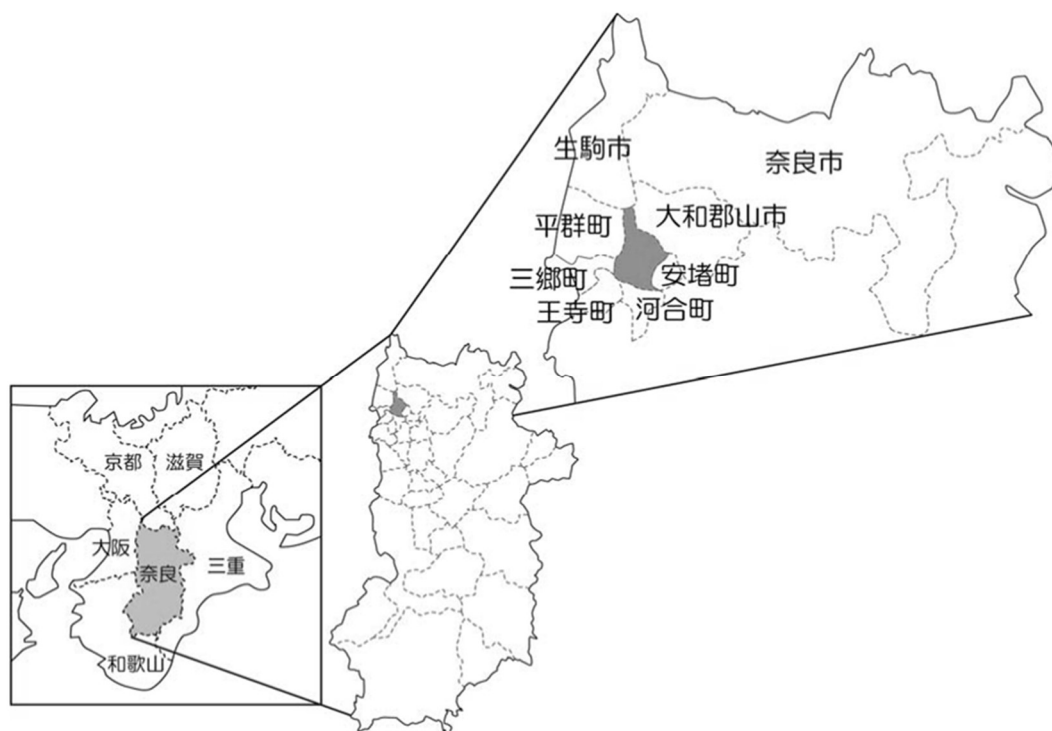 生駒市
奈良市
平群町
大和郡山市
三郷町
安堵町
王寺町
河合町
京都
滋賀
大阪
奈良
三重
和歌山